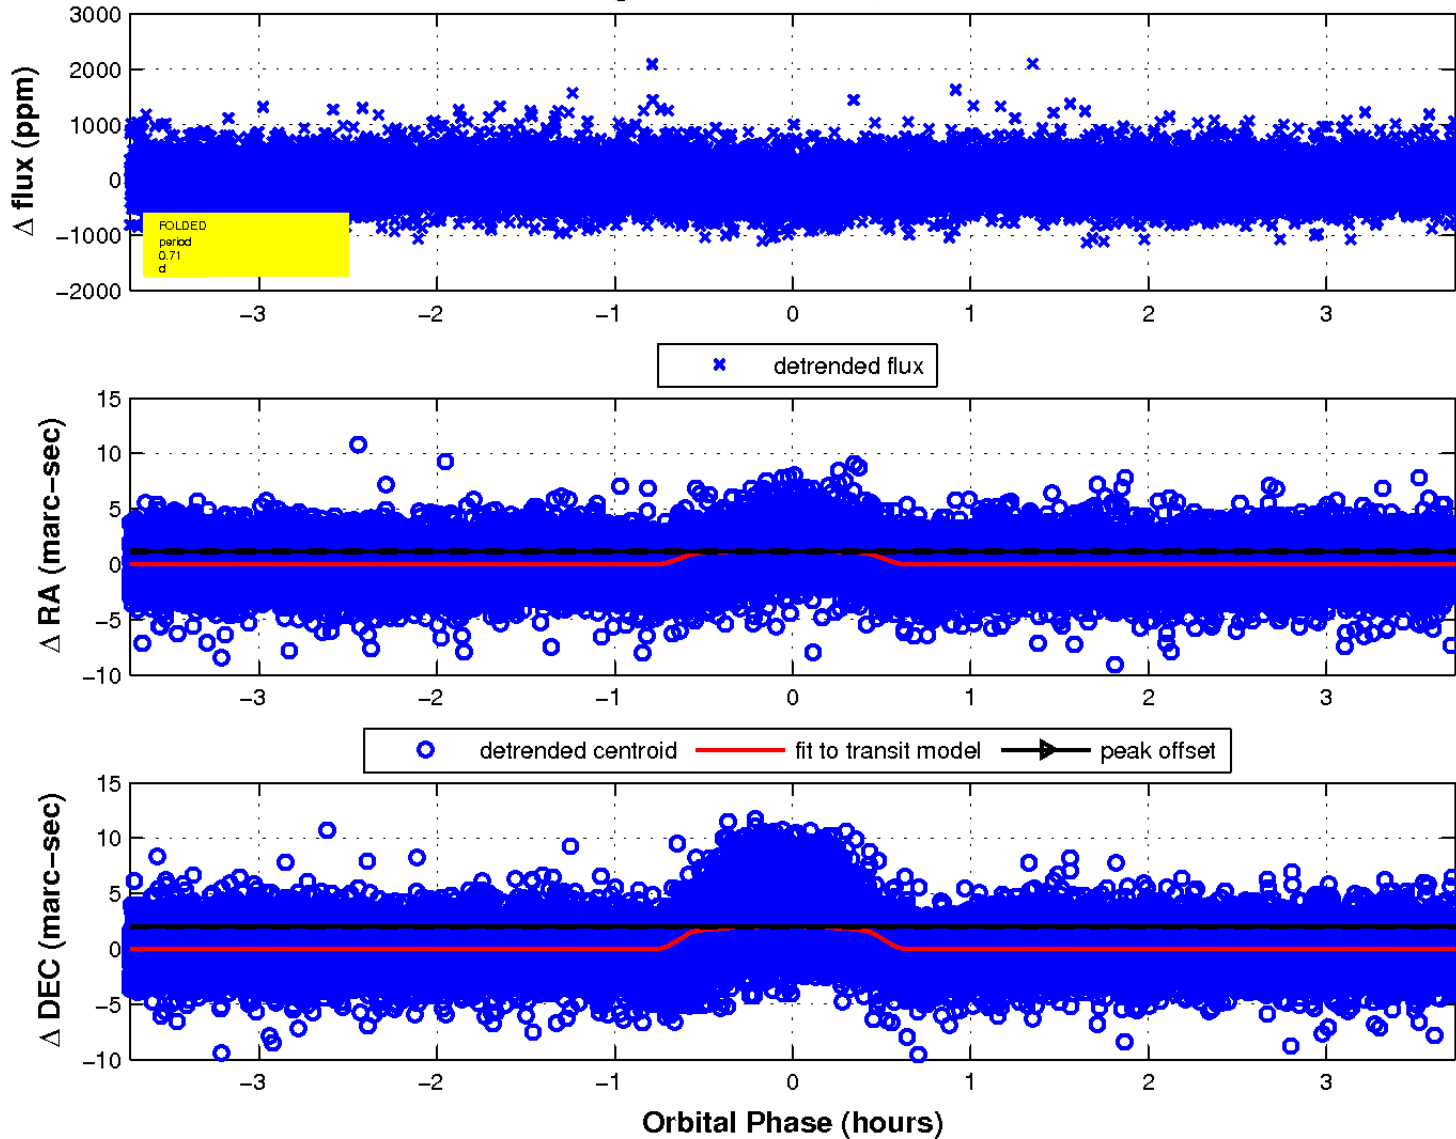 3000
2000
1000
0
−1000
−2000
Δ flux (ppm)
FOLDED
period
0.71
d
−3 −2 −1 0 1 2 3
detrended flux
15
10
5
0
−5
−10
Δ RA (marc−sec)
−3 −2 −1 0 1 2 3
detrended centroid fit to transit model peak offset
15
10
5
0
−5
−10
Δ DEC (marc−sec)
−3 −2 −1 0 1 2 3
Orbital Phase (hours)